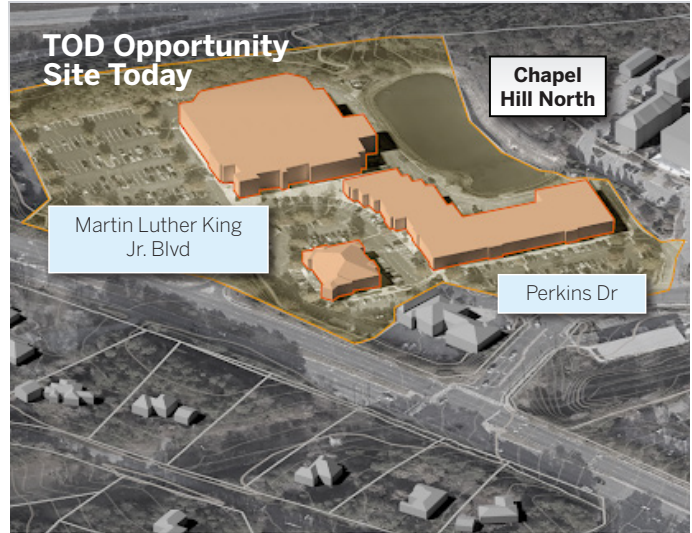 TOD Opportunity
Site Today
Chapel
Hill North
Martin Luther King
Jr. Blvd
Perkins Dr